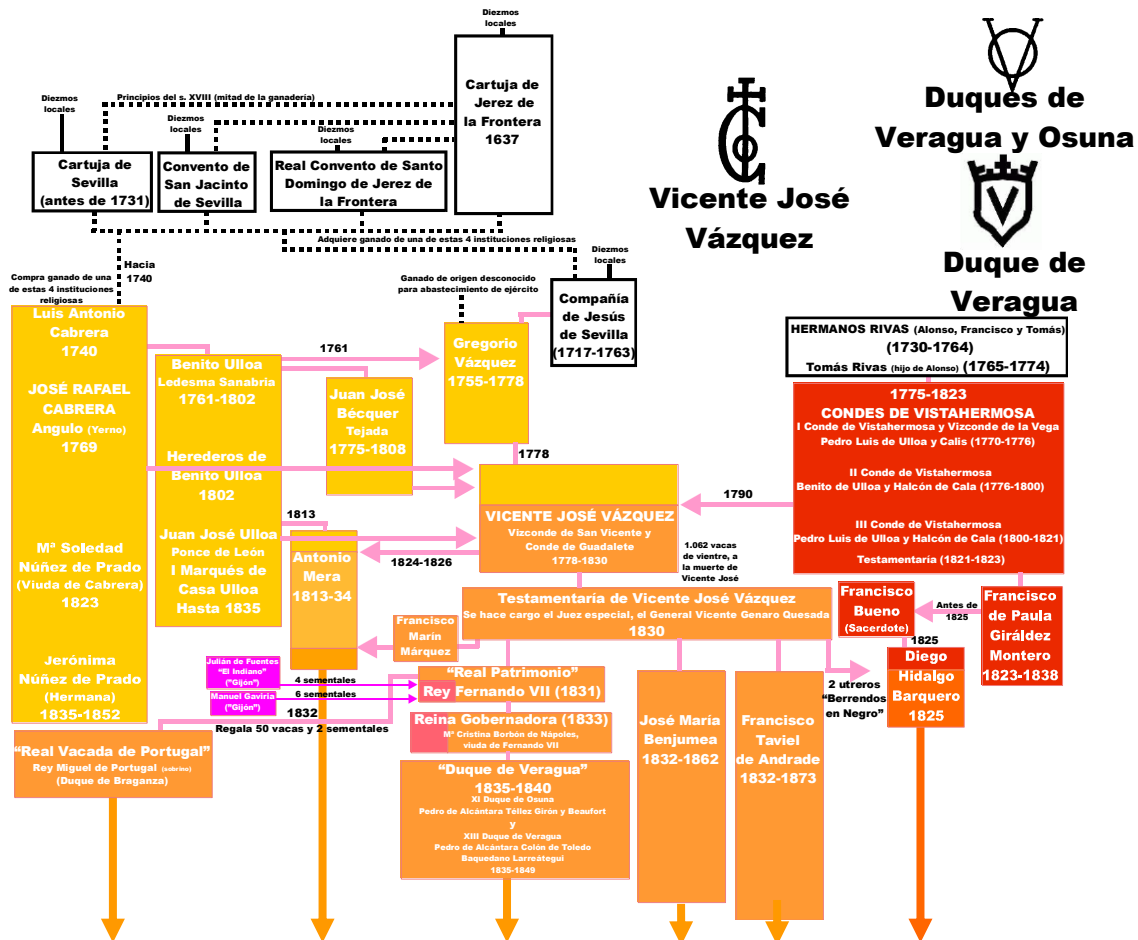 Diezmos
locales
Cartuja de
Jerez de
la Frontera
1637
Principios del s. XVIII (mitad de la ganadería)
Diezmos
locales
Diezmos
locales
Diezmos
locales
Cartuja de
Sevilla
(antes de 1731)
Convento de
San Jacinto
de Sevilla
Real Convento de Santo
Domingo de Jerez de
la Frontera
Vicente José
Vázquez
Duques de
Veragua y Osuna
V
Duque de
Veragua
Adquiere ganado de una de estas 4 instituciones religiosas
Hacia
1740
Diezmos
locales
Compra ganado de una
de estas 4 instituciones
religiosas
Ganado de origen desconocido
para abastecimiento de ejército
Compañía
de Jesús
de Sevilla
(1717-1763)
Luis Antonio
Cabrera
1740
JOSÉ RAFAEL
CABRERA
Angulo (Yerno)
1769
Mª Soledad
Núñez de Prado
(Viuda de Cabrera)
1823
Jerónima
Núñez de Prado
(Hermana)
1835-1852
Benito Ulloa
Ledesma Sanabria
1761-1802
Herederos de
Benito Ulloa
1802
Juan José Ulloa
Ponce de León
I Marqués de
Casa Ulloa
Hasta 1835
1761
Juan José
Bécquer
Tejada
1775-1808
Gregorio
Vázquez
1755-1778
1778
HERMANOS RIVAS (Alonso, Francisco y Tomás)
(1730-1764)
Tomás Rivas (hijo de Alonso) (1765-1774)
1775-1823
CONDES DE VISTAHERMOSA
I Conde de Vistahermosa y Vizconde de la Vega
Pedro Luis de Ulloa y Calis (1770-1776)
II Conde de Vistahermosa
Benito de Ulloa y Halcón de Cala (1776-1800)
III Conde de Vistahermosa
Pedro Luis de Ulloa y Halcón de Cala (1800-1821)
Testamentaría (1821-1823)
1790
VICENTE JOSÉ VÁZQUEZ
Vizconde de San Vicente y
Conde de Guadalete
1778-1830
1813
Antonio
Mera
1813-34
1824-1826
1.062 vacas
de vientre, a
la muerte de
Vicente José
Testamentaría de Vicente José Vázquez
Se hace cargo el Juez especial, el General Vicente Genaro Quesada
1830
Francisco
Bueno
(Sacerdote)
Antes de
1825
Francisco
de Paula
Giráldez
Montero
1823-1838
1825
Diego
Hidalgo
Barquero
1825
2 utreros
“Berrendos
en Negro”
Francisco
Marín
Márquez
Julián de Fuentes
“El Indiano”
("Gijón")
4 sementales
Manuel Gaviria
("Gijón")
6 sementales
“Real Patrimonio”
Rey Fernando VII (1831)
1832
Regala 50 vacas y 2 sementales
Reina Gobernadora (1833)
Mª Cristina Borbón de Nápoles,
viuda de Fernando VII
“Real Vacada de Portugal”
Rey Miguel de Portugal (sobrino)
(Duque de Braganza)
“Duque de Veragua”
1835-1840
XI Duque de Osuna
Pedro de Alcántara Téllez Girón y Beaufort
y
XIII Duque de Veragua
Pedro de Alcántara Colón de Toledo
Baquedano Larreátegui
1835-1849
José María
Benjumea
1832-1862
Francisco
Taviel
de Andrade
1832-1873